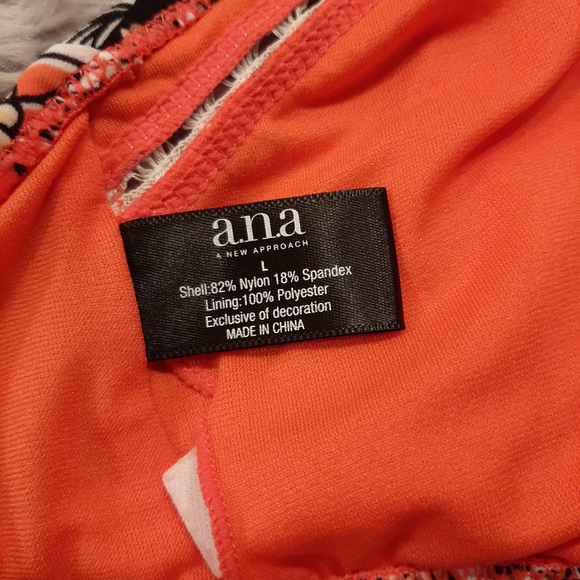 a.n.a
A NEW APPROACH
L
Shell:82% Nylon 18% Spandex
Lining:100% Polyester
Exclusive of decoration
MADE IN CHINA